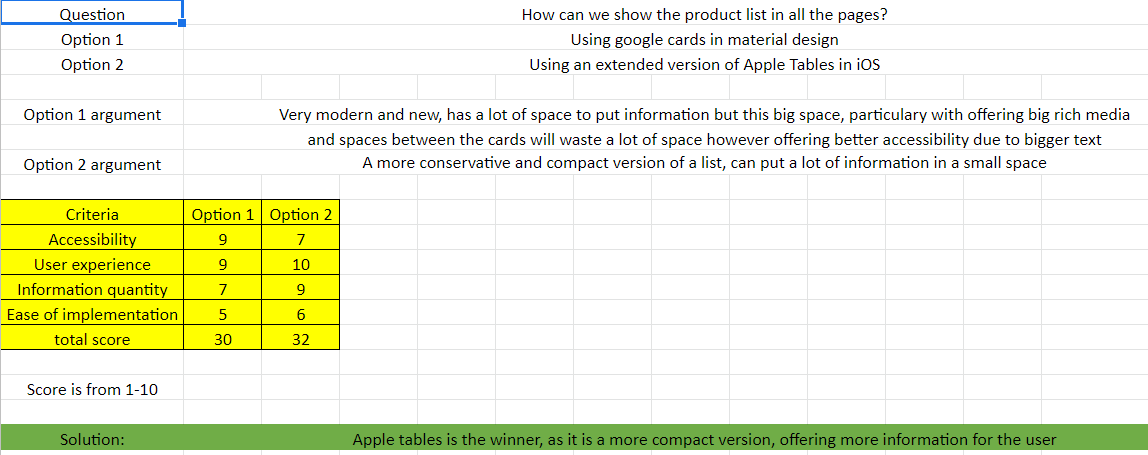 Question How can we show the product list in all the pages?
Option 1 Using google cards in material design
Option 2 Using an extended version of Apple Tables in iOS
Option 1 argument Very modern and new, has a lot of space to put information but this big space, particulary with offering big rich media
and spaces between the cards will waste a lot of space however offering better accessibility due to bigger text
Option 2 argument A more conservative and compact version of a list, can put a lot of information in a small space
Criteria Option 1 Option 2
Accessibility 9 7
User experience 9 10
Information quantity 7 9
Ease of implementation 5 6
total score 30 32
Score is from 1-10
Solution: Apple tables is the winner, as it is a more compact version, offering more information for the user